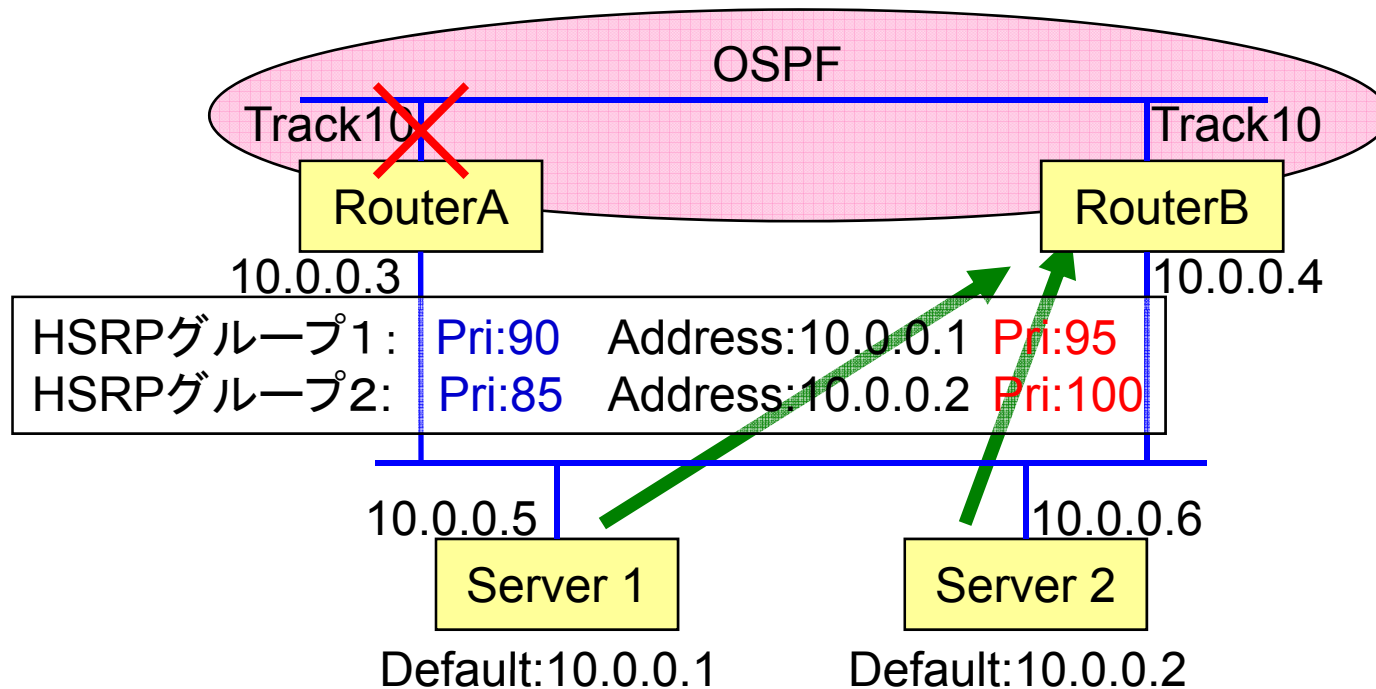 OSPF
Track10 Track10
RouterA RouterB
10.0.0.3 10.0.0.4
HSRPグループ1: Pri:90 Address:10.0.0.1 Pri:95
HSRPグループ2: Pri:85 Address:10.0.0.2 Pri:100
10.0.0.5 10.0.0.6
Server 1 Server 2
Default:10.0.0.1 Default:10.0.0.2